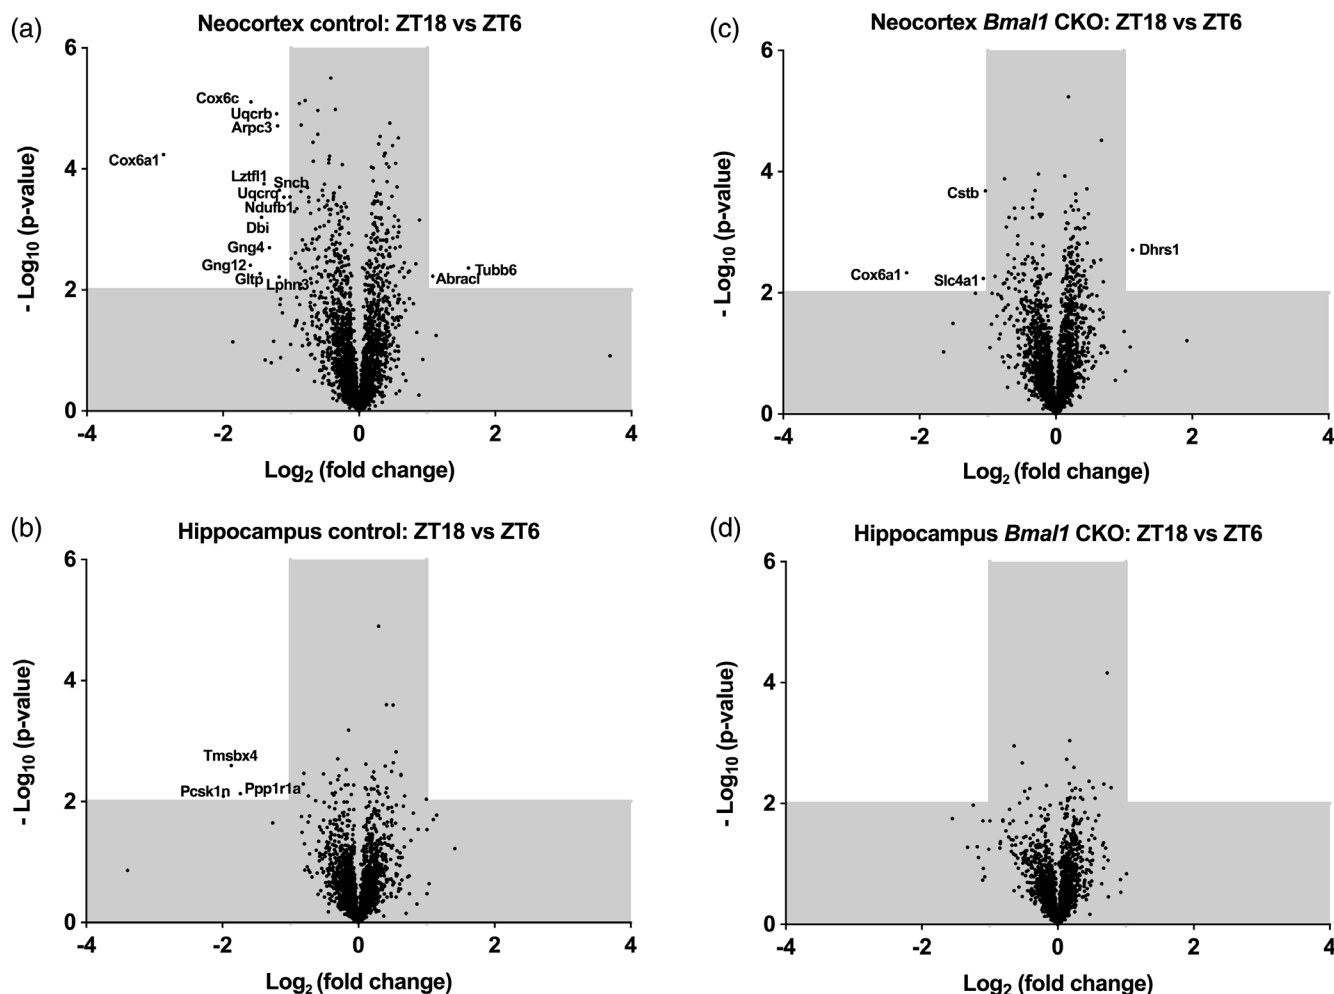 (a)
Neocortex control: ZT18 vs ZT6
6
4
2
0
- Log10 (p-value)
Cox6c
Uqcrb
Arpc3
Cox6a1
Lztfl1
Sncb
Uqcrq
Ndufb1
Dbi
Gng4
Gng12
Gltp
Lphn3
Tubb6
Abracl
-4
-2
0
2
4
Log2 (fold change)
(c)
Neocortex Bmal1 CKO: ZT18 vs ZT6
6
4
2
0
- Log10 (p-value)
Cstb
Dhrs1
Cox6a1
Slc4a1
-4
-2
0
2
4
Log2 (fold change)
(b)
Hippocampus control: ZT18 vs ZT6
6
4
2
0
- Log10 (p-value)
Tmsbx4
Pcsk1n
Ppp1r1a
-4
-2
0
2
4
Log2 (fold change)
(d)
Hippocampus Bmal1 CKO: ZT18 vs ZT6
6
4
2
0
- Log10 (p-value)
-4
-2
0
2
4
Log2 (fold change)